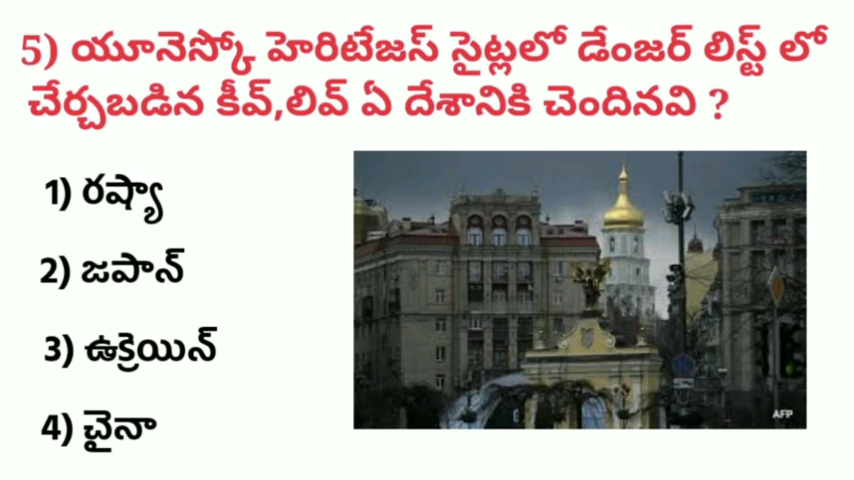 5) యూనెస్కో హెరిటేజస్ సైట్లలో డేంజర్ లిస్ట్ లో
చేర్చబడిన కీవ్,లివ్ ఏ దేశానికి చెందినవి ?
1) రష్యా
2) జపాన్
3) ఉక్రెయిన్
4) చైనా
AFP